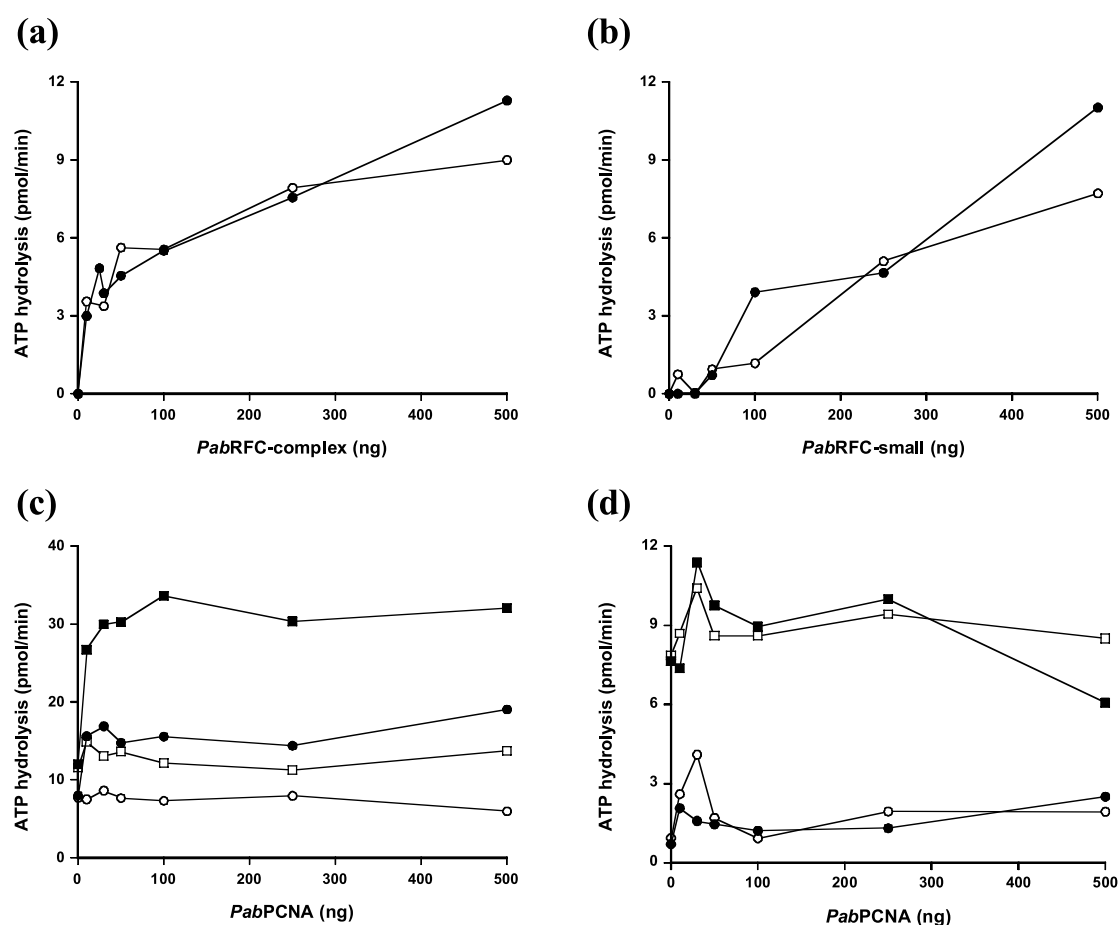 (a)
(b)
12
9
6
3
0
ATP hydrolysis (pmol/min)
0 100 200 300 400 500
PabRFC-complex (ng)
12
9
6
3
0
ATP hydrolysis (pmol/min)
0 100 200 300 400 500
PabRFC-small (ng)
(c)
(d)
40
30
20
10
0
ATP hydrolysis (pmol/min)
0 100 200 300 400 500
PabPCNA (ng)
12
9
6
3
0
ATP hydrolysis (pmol/min)
0 100 200 300 400 500
PabPCNA (ng)